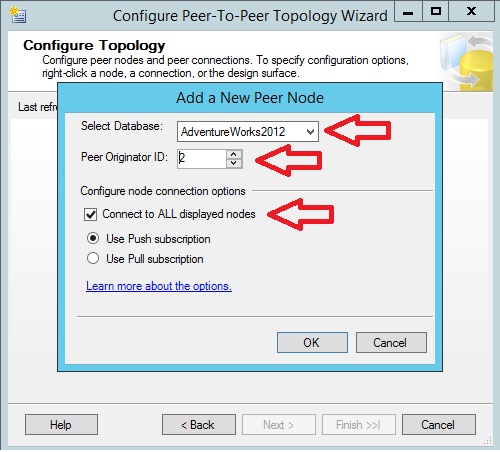 Configure Peer-To-Peer Topology Wizard
Configure Topology
Configure peer nodes and peer connections. To specify configuration options,
right-click a node, a connection, or the design surface.
Last refre
Add a New Peer Node
Select Database: AdventureWorks2012
Peer Originator ID: 2
Configure node connection options
Connect to ALL displayed nodes
Use Push subscription
Use Pull subscription
Learn more about the options.
OK Cancel
Help < Back Next > Finish >>| Cancel